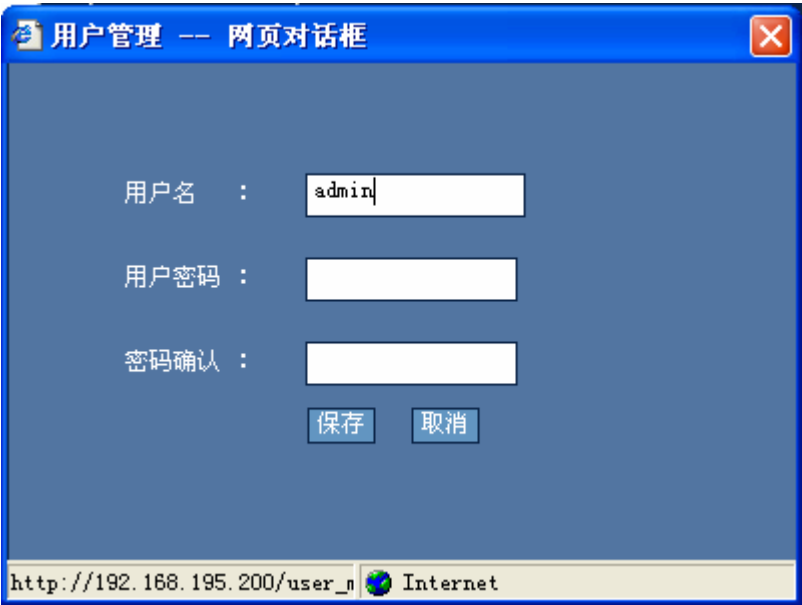 用户管理 -- 网页对话框
用户名 : admin
用户密码 :
密码确认 :
保存 取消
http://192.168.195.200/user_ Internet